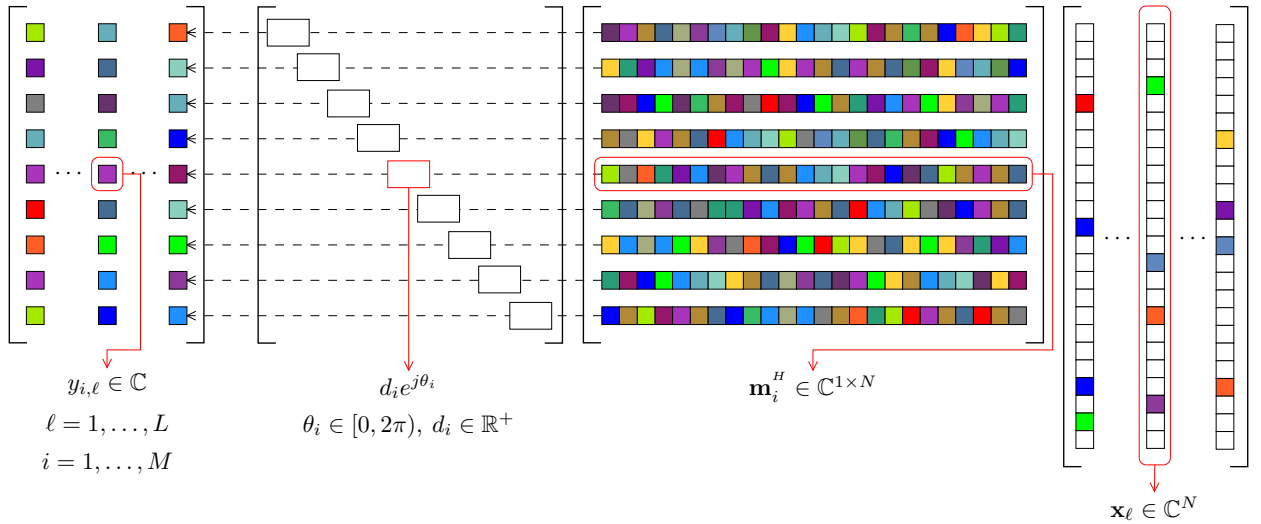 ··· ···
··· ···
y_{i,ℓ} ∈ ℂ
ℓ = 1, . . . , L
i = 1, . . . , M
d_i e^{jθ_i}
θ_i ∈ [0, 2π), d_i ∈ ℝ^+
𝐦_i^H ∈ ℂ^{1×N}
𝐱_ℓ ∈ ℂ^N